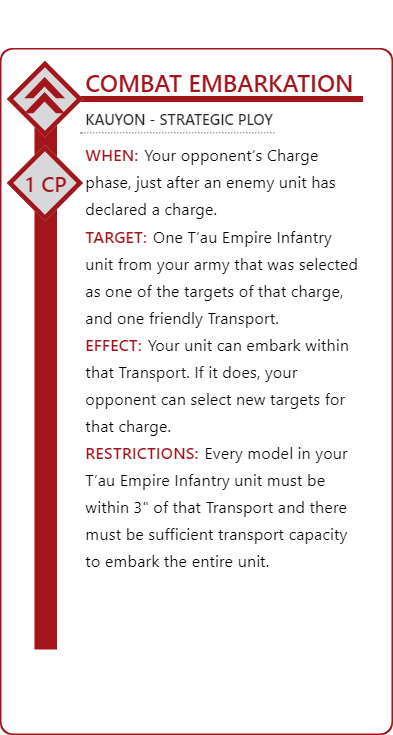 COMBAT EMBARKATION
KAUYON - STRATEGIC PLOY
1 CP
WHEN: Your opponent’s Charge
phase, just after an enemy unit has
declared a charge.
TARGET: One T’au Empire Infantry
unit from your army that was selected
as one of the targets of that charge,
and one friendly Transport.
EFFECT: Your unit can embark within
that Transport. If it does, your
opponent can select new targets for
that charge.
RESTRICTIONS: Every model in your
T’au Empire Infantry unit must be
within 3" of that Transport and there
must be sufficient transport capacity
to embark the entire unit.